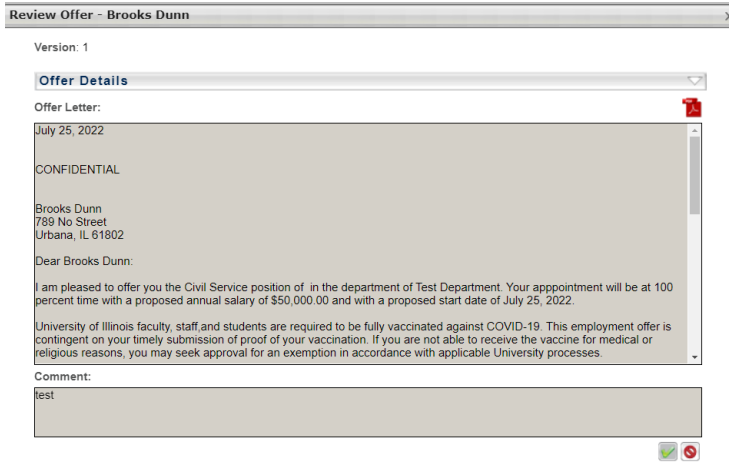 Review Offer - Brooks Dunn
Version: 1
Offer Details
Offer Letter:
July 25, 2022
CONFIDENTIAL
Brooks Dunn
789 No Street
Urbana, IL 61802
Dear Brooks Dunn:
I am pleased to offer you the Civil Service position of  in the department of Test Department. Your apppointment will be at 100
percent time with a proposed annual salary of $50,000.00 and with a proposed start date of July 25, 2022.
University of Illinois faculty, staff,and students are required to be fully vaccinated against COVID-19. This employment offer is
contingent on your timely submission of proof of your vaccination. If you are not able to receive the vaccine for medical or
religious reasons, you may seek approval for an exemption in accordance with applicable University processes.
Comment:
test